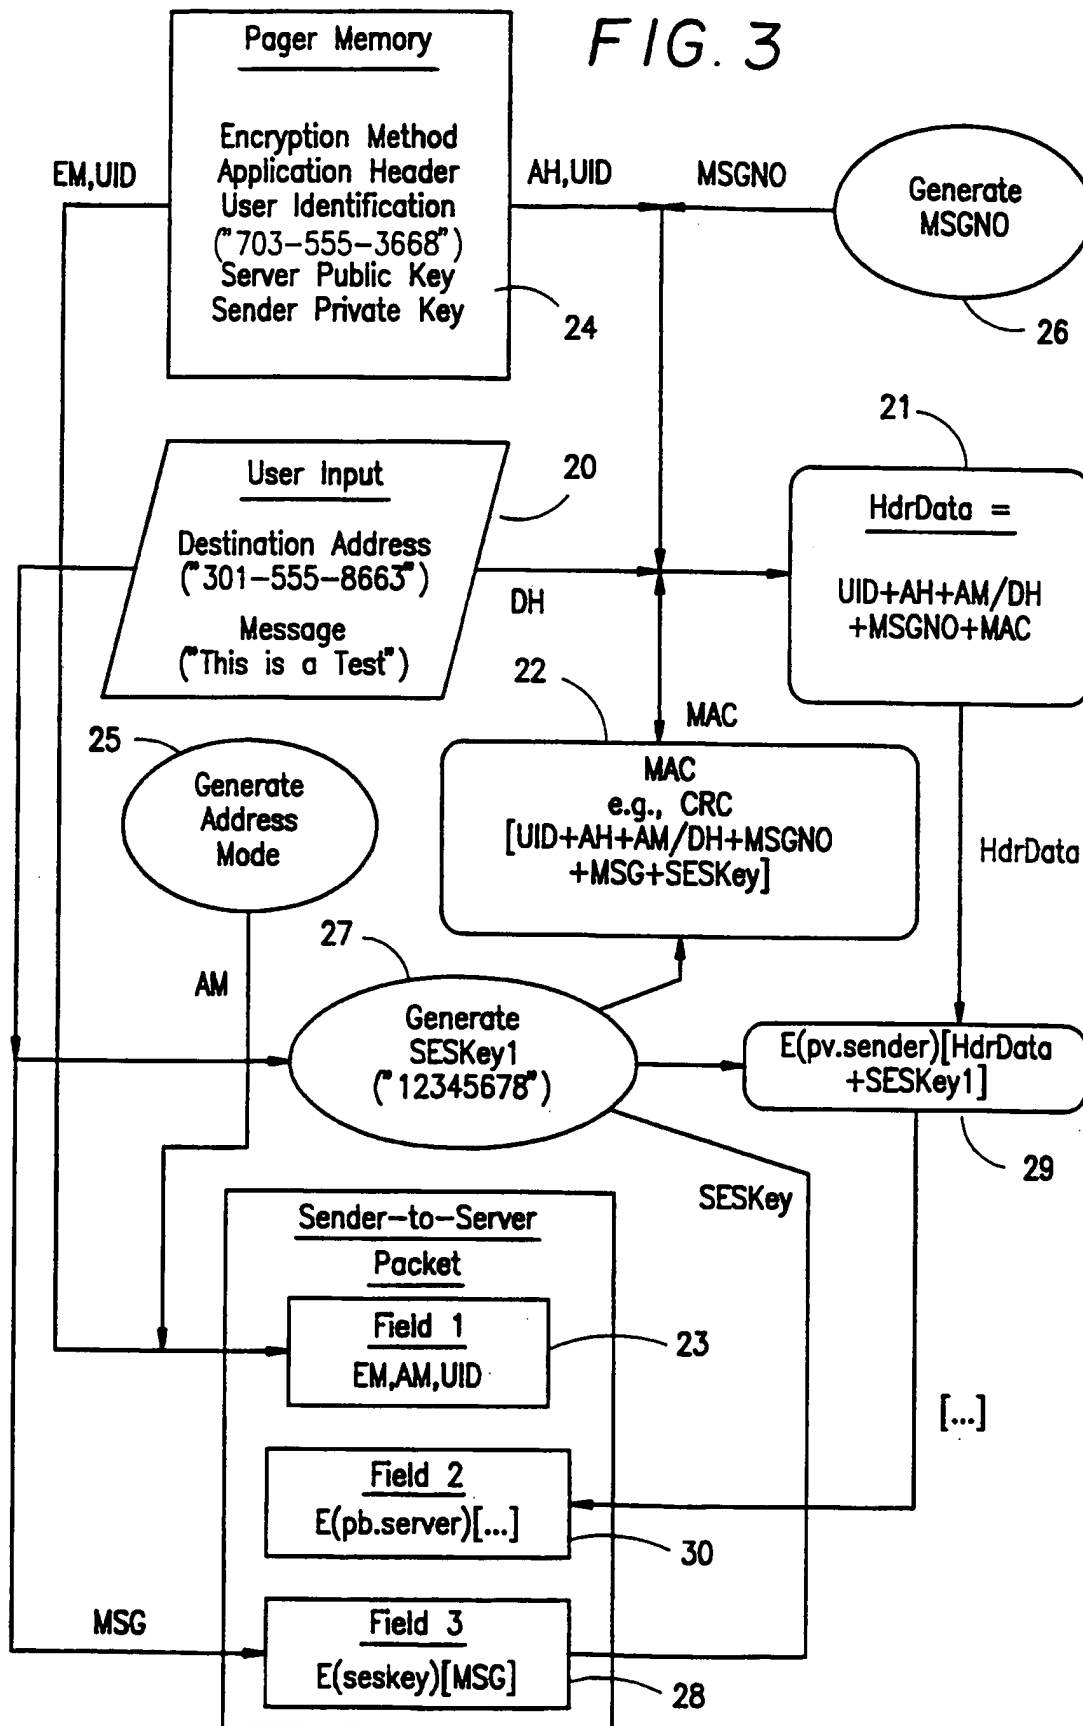 FIG. 3
Pager Memory
Encryption Method
Application Header
User Identification
("703-555-3668")
Server Public Key
Sender Private Key
24
EM,UID
AH,UID
MSGNO
Generate
MSGNO
26
User Input
Destination Address
("301-555-8663")
Message
("This is a Test")
20
DH
21
HdrData =
UID+AH+AM/DH
+MSGNO+MAC
22
MAC
MAC
e.g., CRC
[UID+AH+AM/DH+MSGNO
+MSG+SESKey]
HdrData
25
Generate
Address
Mode
AM
27
Generate
SESKey1
("12345678")
E(pv.sender)[HdrData
+SESKey1]
29
SESKey
Sender-to-Server
Packet
Field 1
EM,AM,UID
23
[...]
Field 2
E(pb.server)[...]
30
MSG
Field 3
E(seskey)[MSG]
28